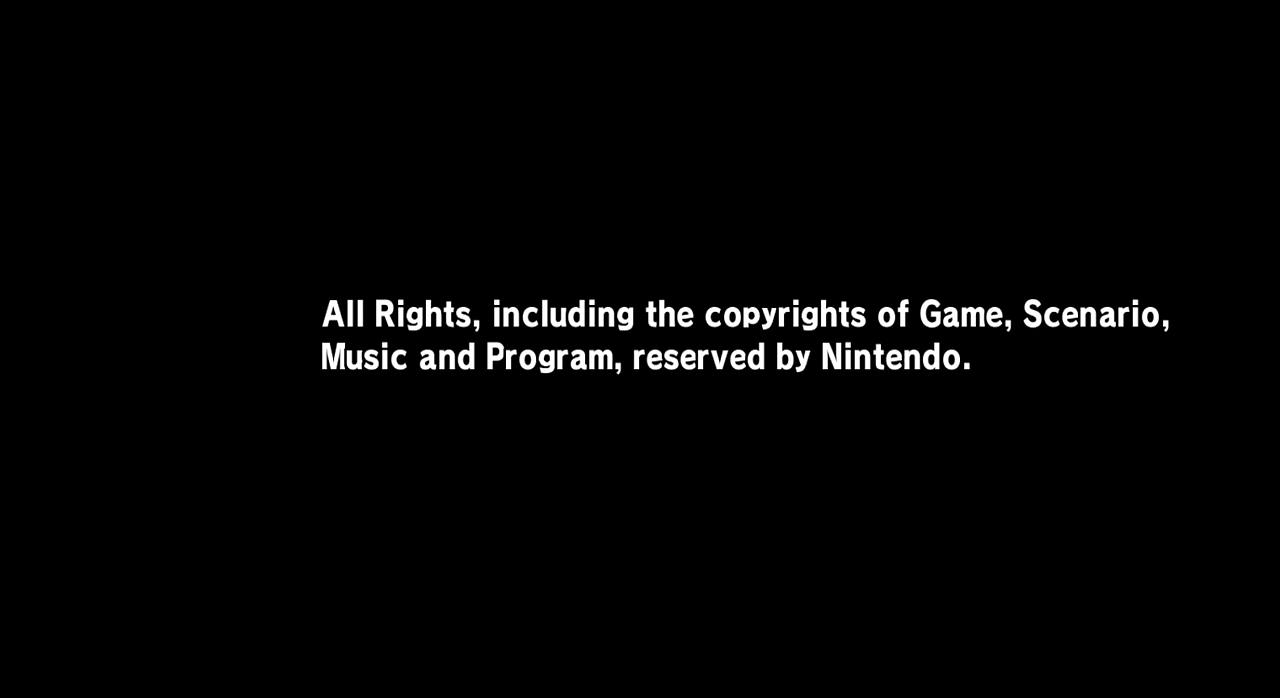 All Rights, including the copyrights of Game, Scenario,
Music and Program, reserved by Nintendo.